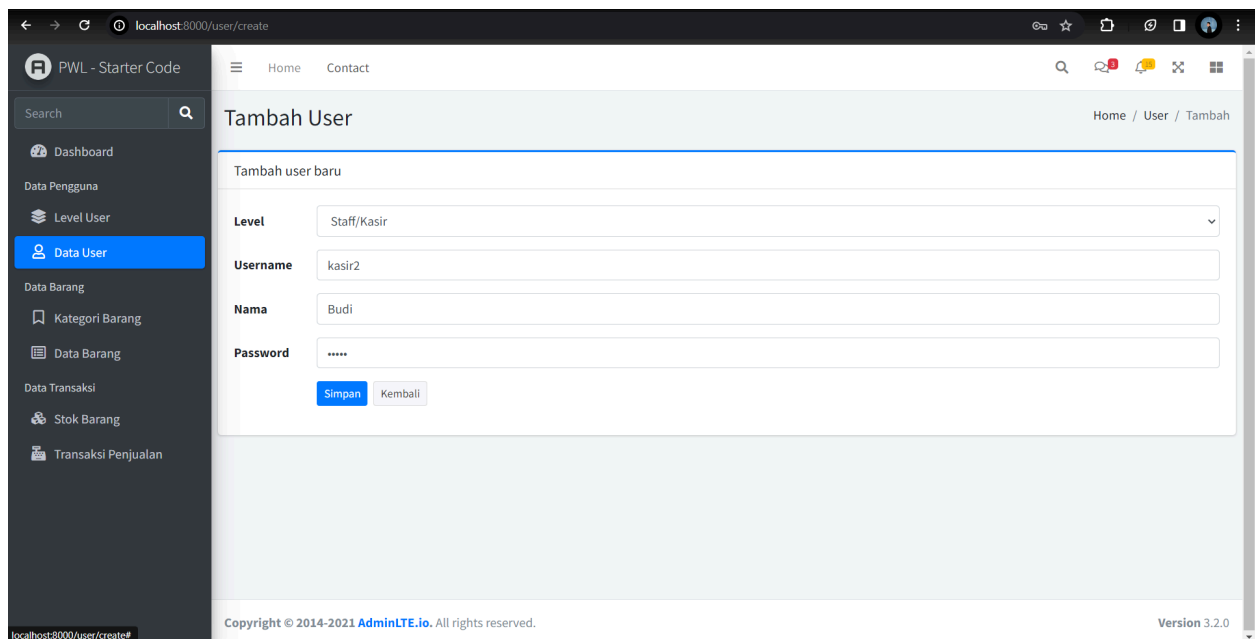 localhost:8000/user/create
PWL - Starter Code
Home Contact
3
15
Search
Tambah User
Home / User / Tambah
Dashboard
Data Pengguna
Level User
Data User
Data Barang
Kategori Barang
Data Barang
Data Transaksi
Stok Barang
Transaksi Penjualan
Tambah user baru
Level Staff/Kasir
Username kasir2
Nama Budi
Password •••••
Simpan Kembali
Copyright © 2014-2021 AdminLTE.io. All rights reserved.
Version 3.2.0
localhost:8000/user/create#